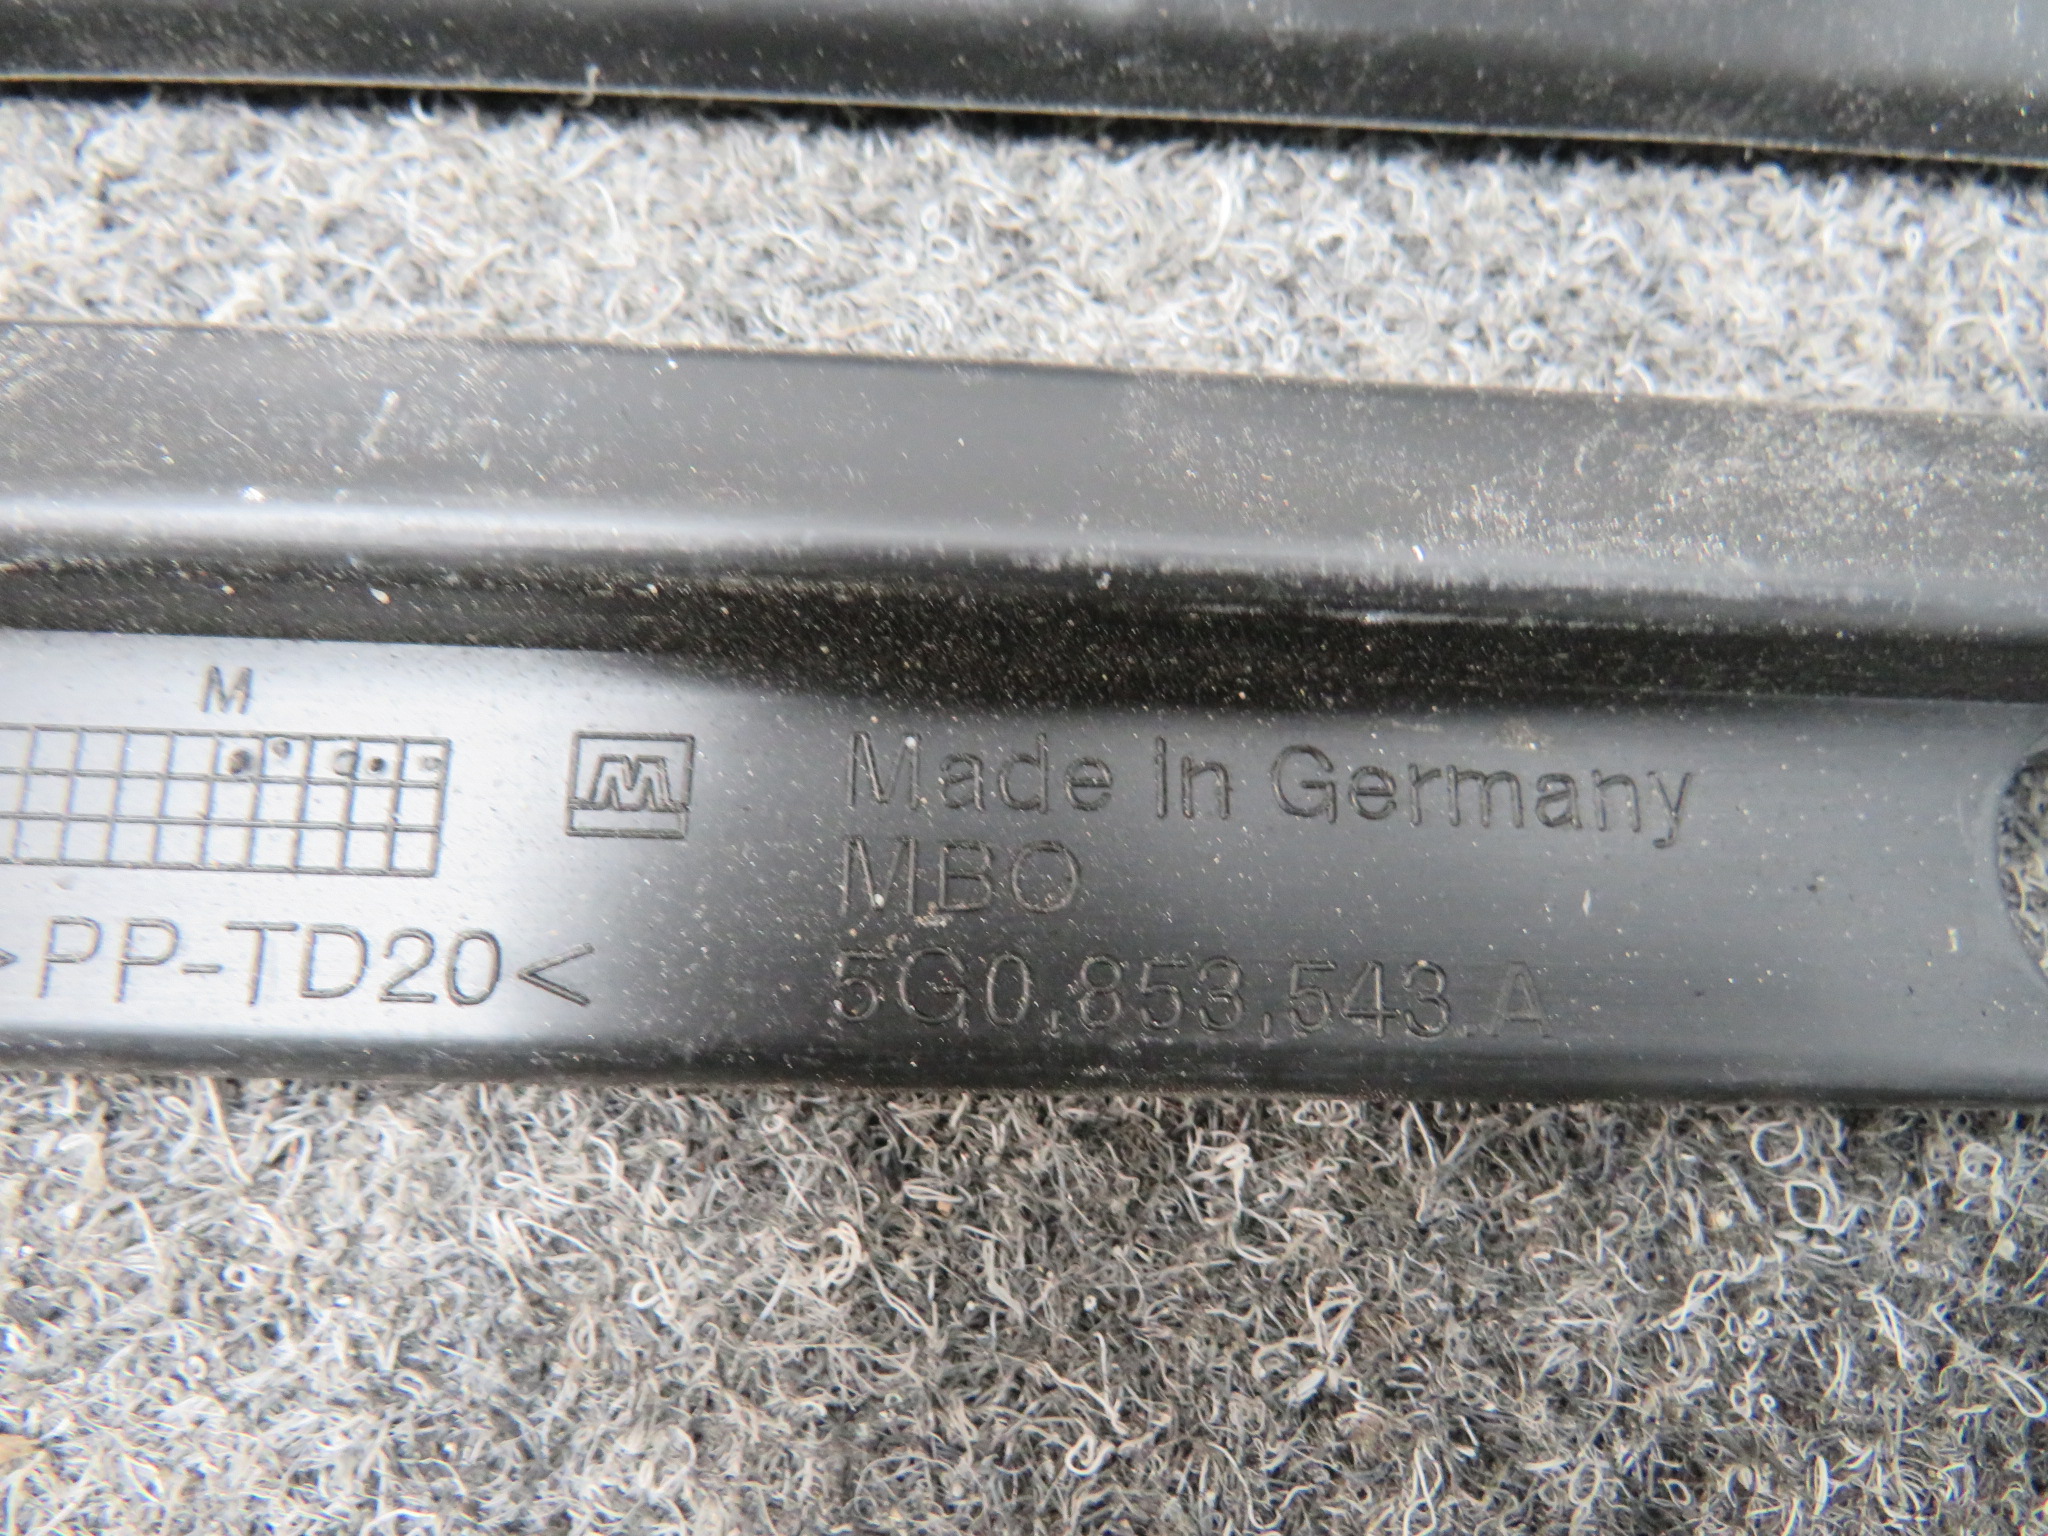 M
M
Made in Germany
MBO
>PP-TD20<
5G0.853.543.A